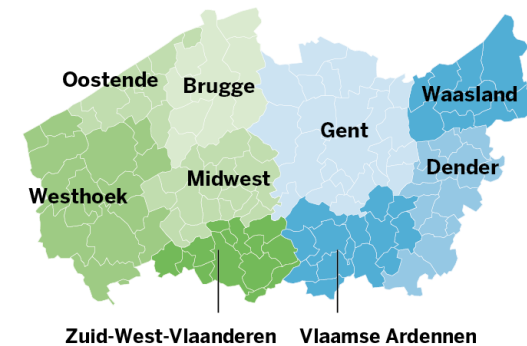 Oostende
Brugge
Waasland
Gent
Dender
Midwest
Westhoek
Zuid-West-Vlaanderen
Vlaamse Ardennen